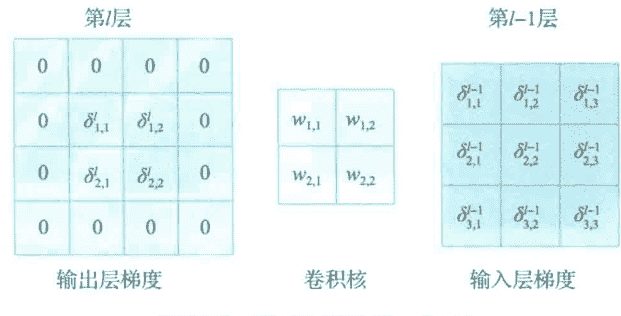 第l层
第l-1层
0 0 0 0
0 δ^l_{1,1} δ^l_{1,2} 0
0 δ^l_{2,1} δ^l_{2,2} 0
0 0 0 0
w_{1,1} w_{1,2}
w_{2,1} w_{2,2}
δ^{l-1}_{1,1} δ^{l-1}_{1,2} δ^{l-1}_{1,3}
δ^{l-1}_{2,1} δ^{l-1}_{2,2} δ^{l-1}_{2,3}
δ^{l-1}_{3,1} δ^{l-1}_{3,2} δ^{l-1}_{3,3}
输出层梯度
卷积核
输入层梯度